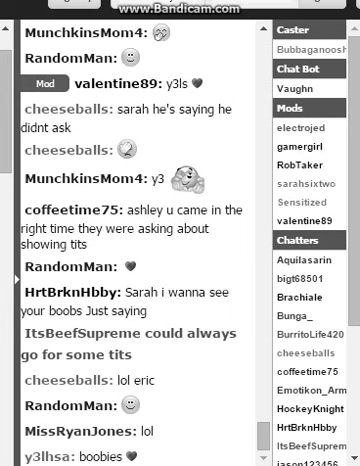 www.Bandicam.com
MunchkinsMom4:
RandomMan:
Mod valentine89: y3ls
cheeseballs: sarah he's saying he
didnt ask
cheeseballs:
MunchkinsMom4: y3
coffeetime75: ashley u came in the
right time they were asking about
showing tits
RandomMan:
HrtBrknHbby: Sarah i wanna see
your boobs Just saying
ItsBeefSupreme could always
go for some tits
cheeseballs: lol eric
RandomMan:
MissRyanJones: lol
y3lhsa: boobies
Caster
Bubbaganoosh
Chat Bot
Vaughn
Mods
electrojed
gamergirl
RobTaker
sarahsixtwo
Sensitized
valentine89
Chatters
Aquilasarin
bigt68501
Brachiale
Bunga_
BurritoLife420
cheeseballs
coffeetime75
Emotikon_Arm
HockeyKnight
HrtBrknHbby
ItsBeefSuprem
jason123456